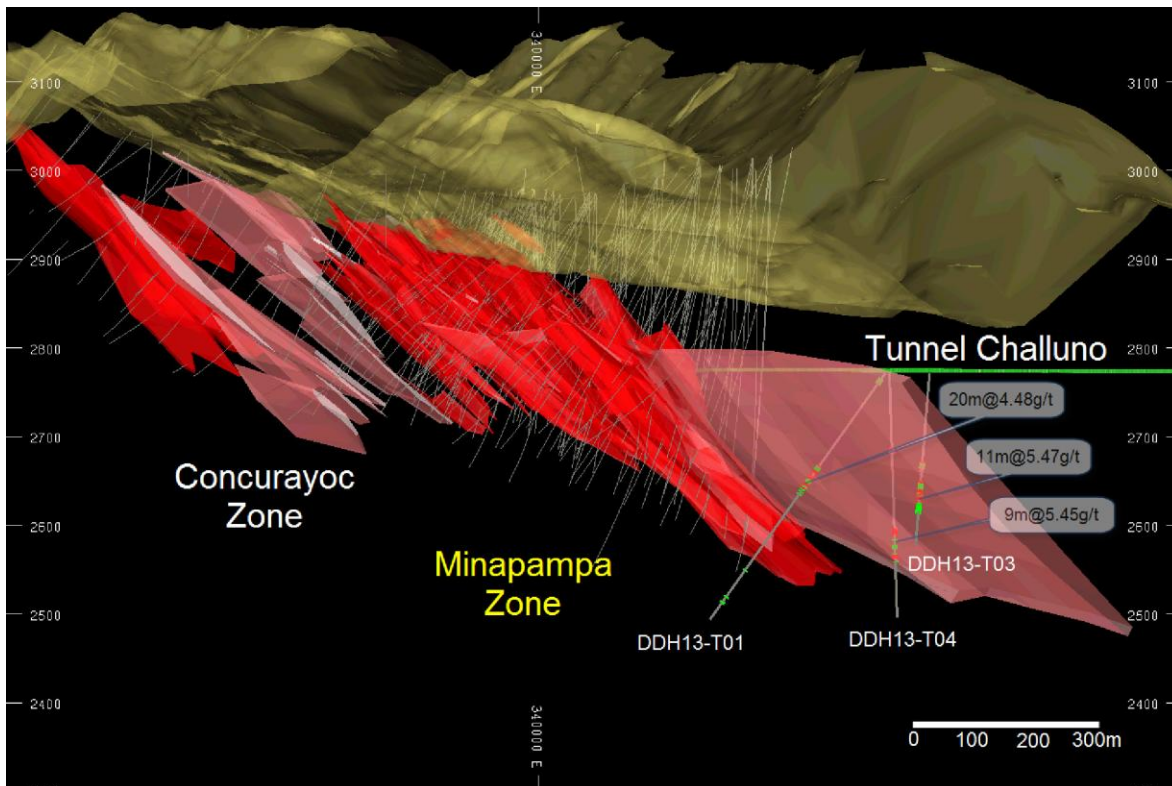 340000 E
3100
3100
3000
3000
2900
2900
2800
2800
Tunnel Challuno
20m@4.48g/t
2700
2700
11m@5.47g/t
Concurayoc
Zone
9m@5.45g/t
2600
2600
Minapampa
Zone
DDH13-T03
2500
2500
DDH13-T01
DDH13-T04
2400
2400
340000 E
0 100 200 300m